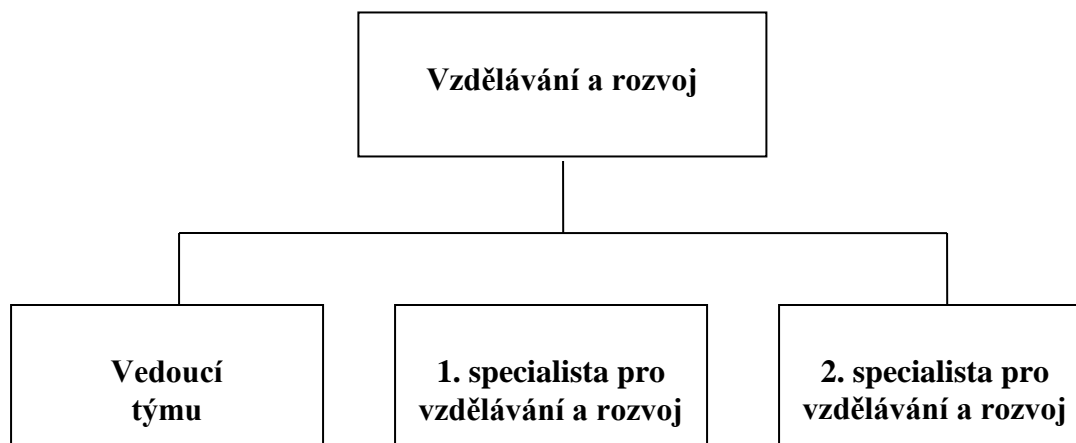 Vzdělávání a rozvoj
Vedoucí
týmu
1. specialista pro
vzdělávání a rozvoj
2. specialista pro
vzdělávání a rozvoj